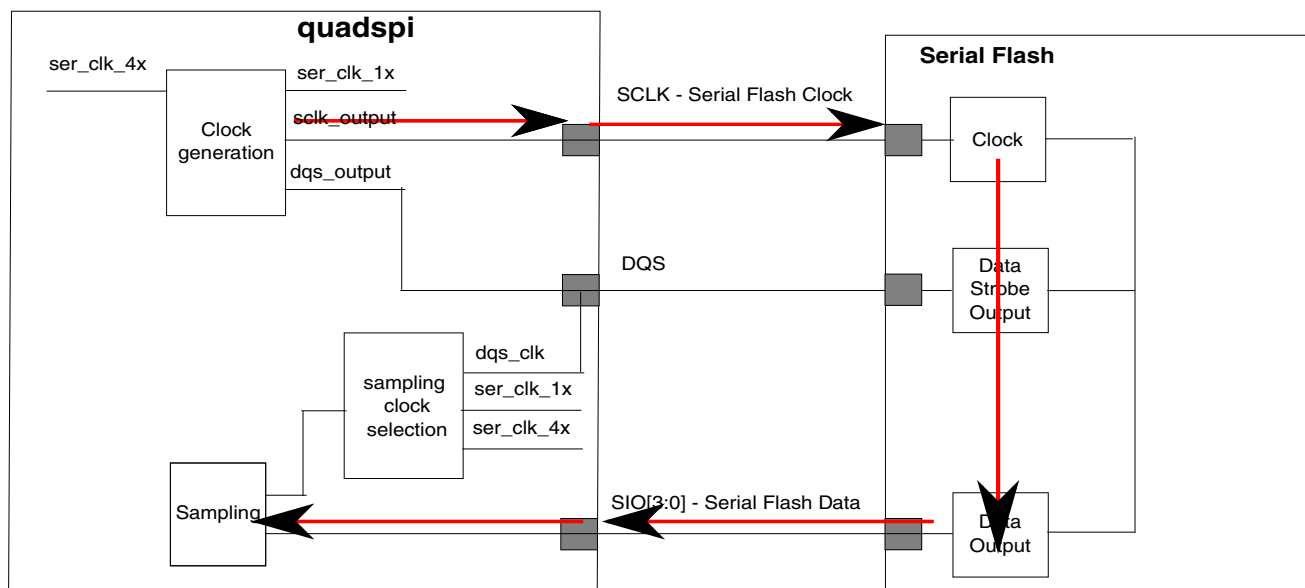 quadspi
Serial Flash
ser_clk_4x
ser_clk_1x
SCLK - Serial Flash Clock
sclk_output
Clock
generation
Clock
dqs_output
DQS
Data
Strobe
Output
dqs_clk
sampling
clock
selection
ser_clk_1x
ser_clk_4x
SIO[3:0] - Serial Flash Data
Sampling
Data
Output